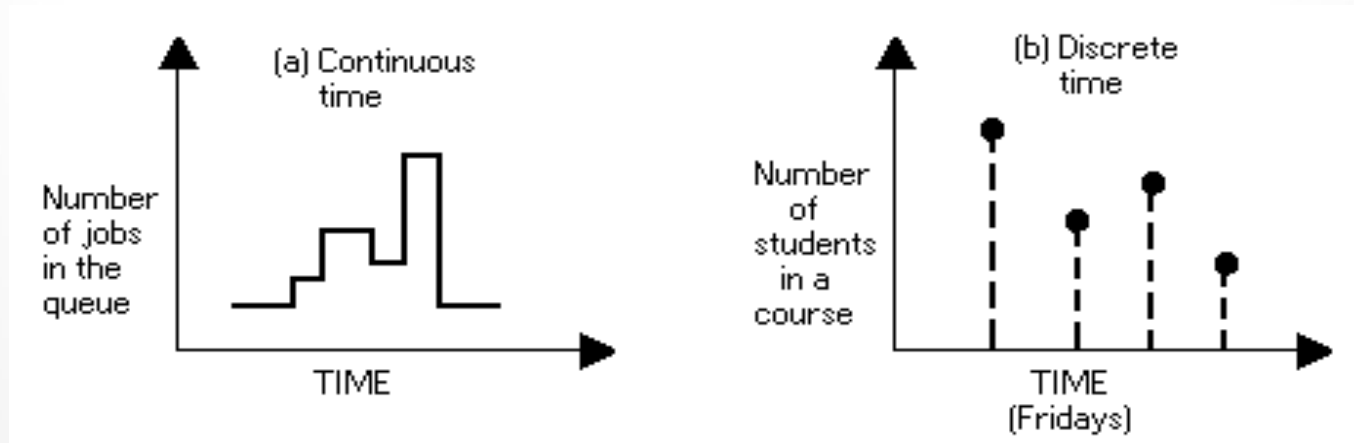 (a) Continuous
time
Number
of jobs
in the
queue
TIME
(b) Discrete
time
Number
of
students
in a
course
TIME
(Fridays)